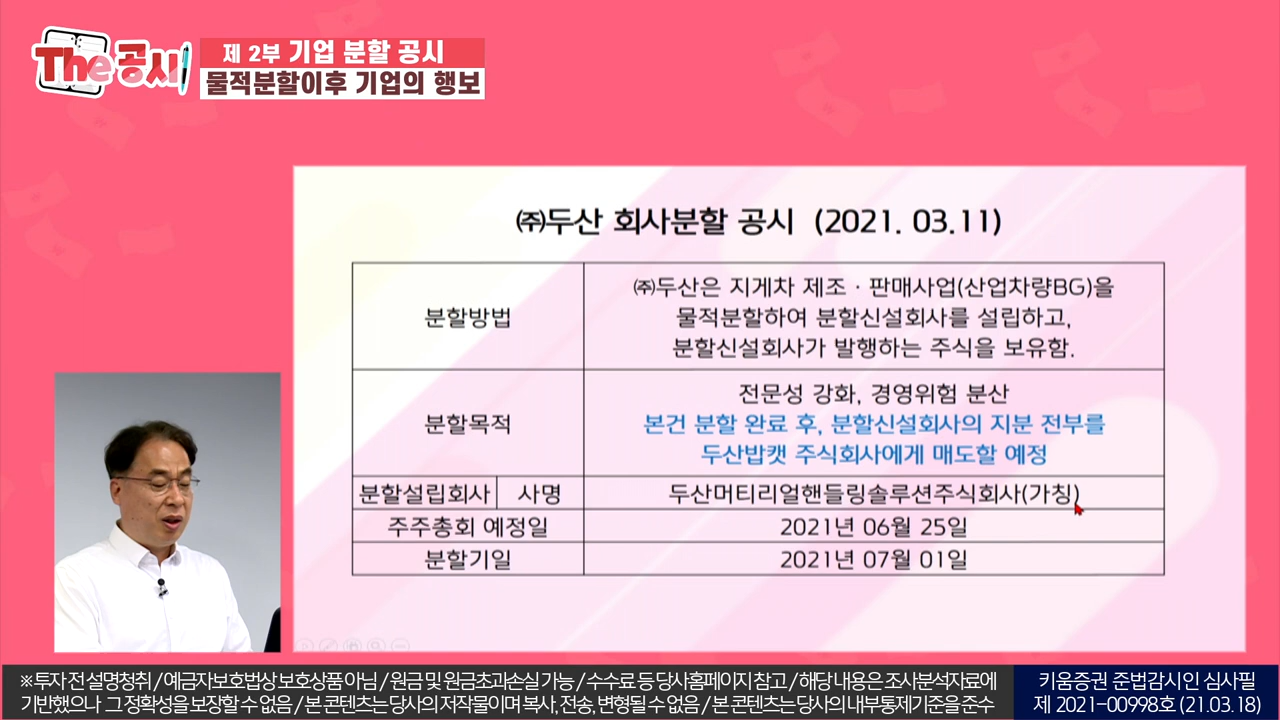 The 공시
제 2부 기업 분할 공시
물적분할이후 기업의 행보
㈜두산 회사분할 공시 (2021. 03.11)
분할방법
㈜두산은 지게차 제조 · 판매사업(산업차량BG)을
물적분할하여 분할신설회사를 설립하고,
분할신설회사가 발행하는 주식을 보유함.
분할목적
전문성 강화, 경영위험 분산
본건 분할 완료 후, 분할신설회사의 지분 전부를
두산밥캣 주식회사에게 매도할 예정
분할설립회사 사명 두산머티리얼핸들링솔루션주식회사(가칭)
주주총회 예정일 2021년 06월 25일
분할기일 2021년 07월 01일
※ 투자 전 설명청취 / 예금자보호법상 보호상품 아님 / 원금 및 원금초과손실 가능 / 수수료 등 당사홈페이지 참고 / 해당 내용은 조사분석자료에
기반했으나 그 정확성을 보장할 수 없음 / 본 콘텐츠는 당사의 저작물이며 복사, 전송, 변형될 수 없음 / 본 콘텐츠는 당사의 내부통제기준을 준수
키움증권 준법감시인 심사필
제 2021-00998호 (21.03.18)